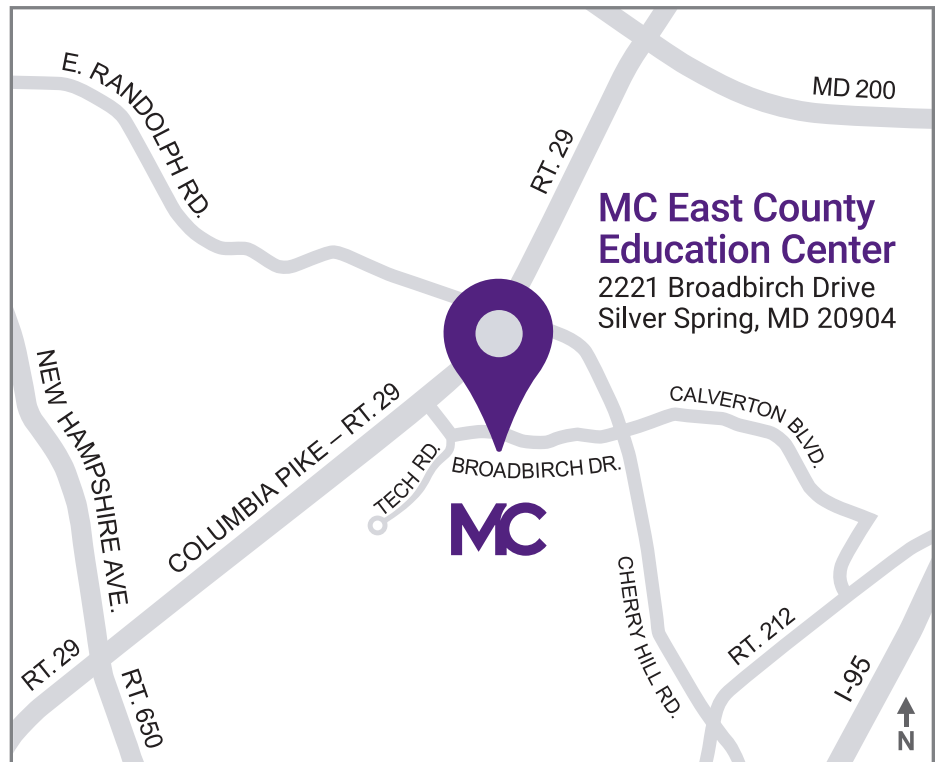 E. RANDOLPH RD.
MD 200
RT. 29
MC East County
Education Center
2221 Broadbirch Drive
Silver Spring, MD 20904
NEW HAMPSHIRE AVE.
COLUMBIA PIKE – RT. 29
CALVERTON BLVD.
TECH RD.
BROADBIRCH DR.
MC
CHERRY HILL RD.
RT. 29
RT. 650
RT. 212
I-95
N